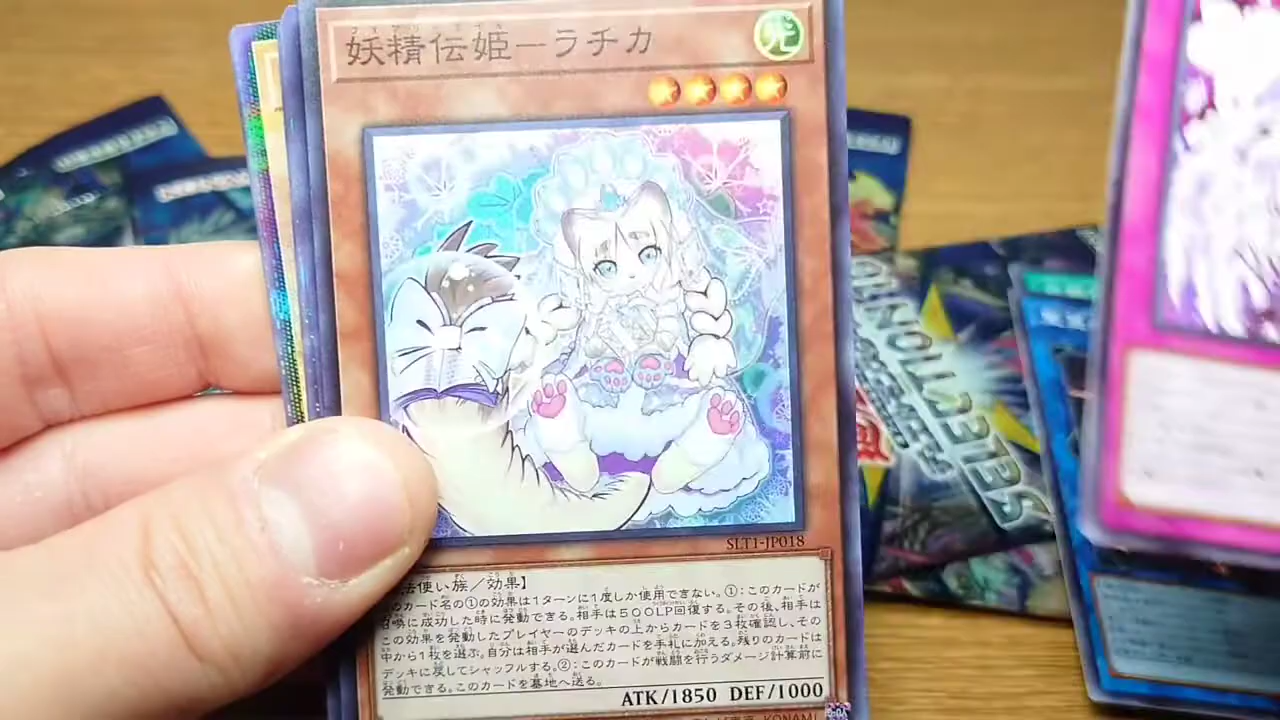 妖精伝姫－ラチカ
光
SLT1-JP018
法使い族／効果】
のカード名の①の効果は1ターンに1度しか使用できない。①：このカードが
召喚に成功した時に発動できる。相手は500LP回復する。その後、相手は
この効果を発動したプレイヤーのデッキの上からカードを3枚確認し、その
中から1枚を選ぶ。自分は相手が選んだカードを手札に加える。残りのカードは
デッキに戻してシャッフルする。②：このカードが戦闘を行うダメージ計算前に
発動できる。このカードを墓地へ送る。
ATK/1850 DEF/1000
KONAMI
SELECTION